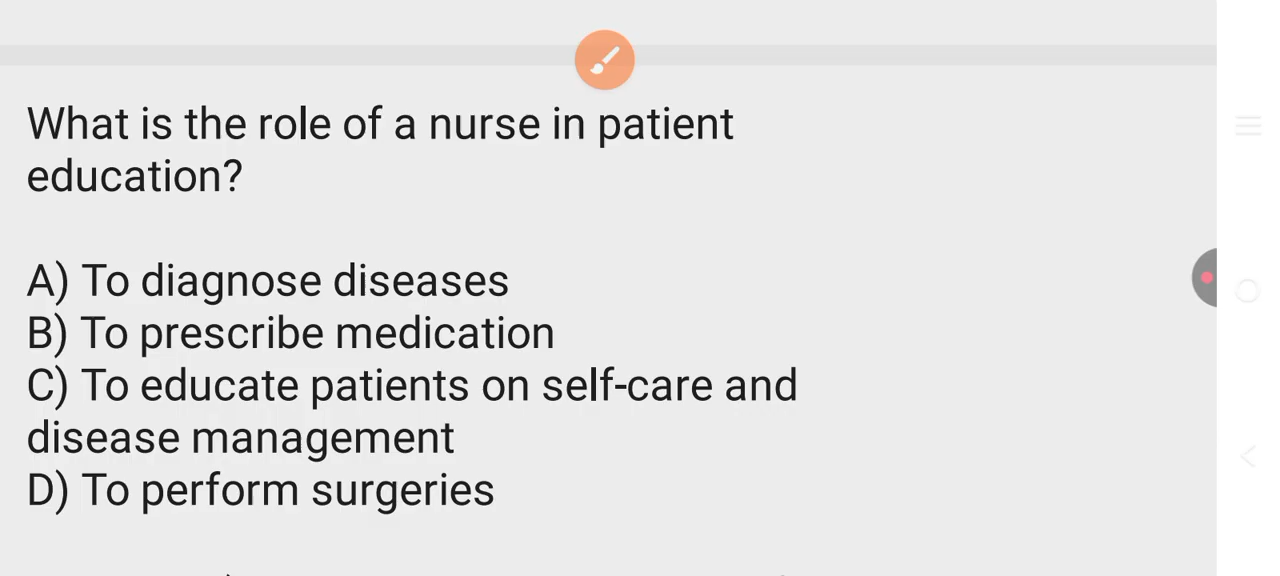 What is the role of a nurse in patient
education?
A) To diagnose diseases
B) To prescribe medication
C) To educate patients on self-care and
disease management
D) To perform surgeries